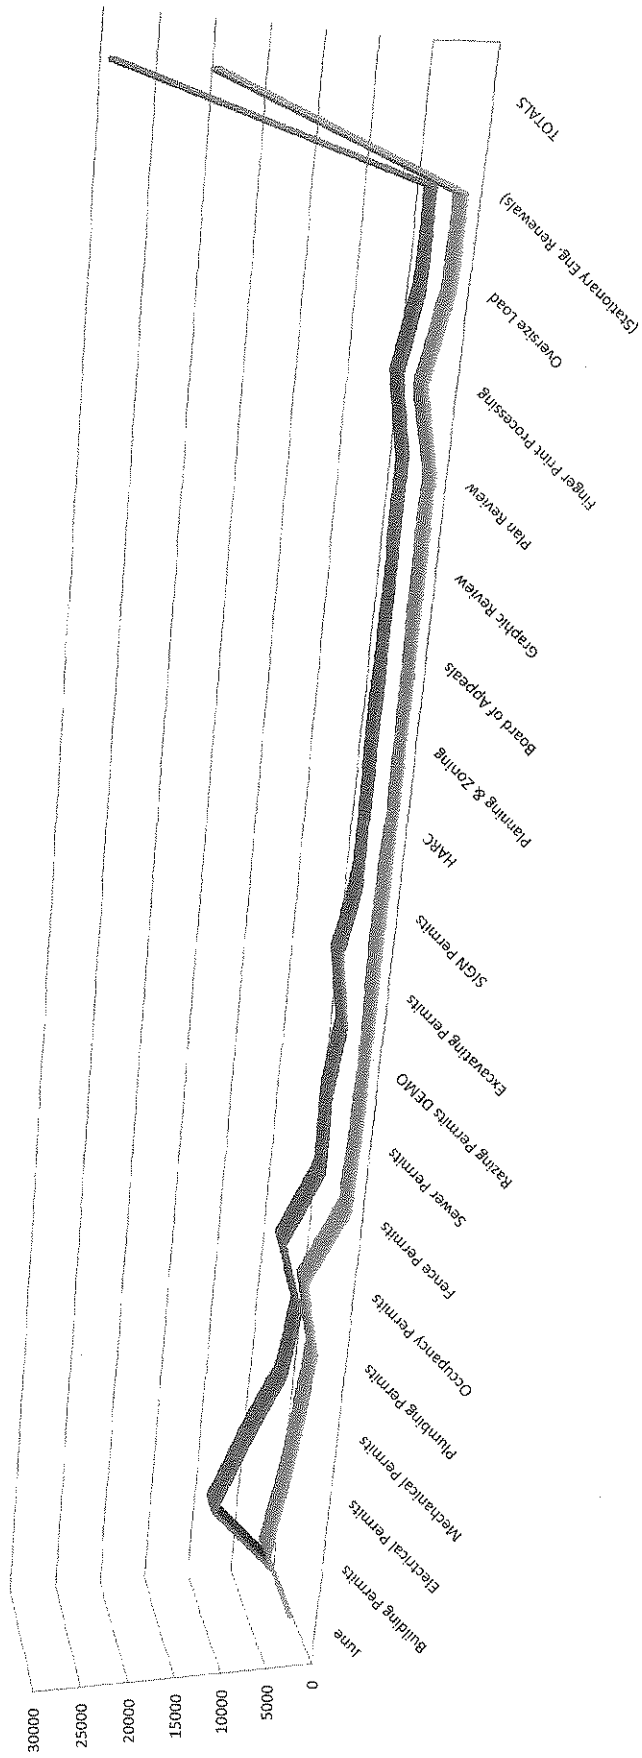 30000
25000
20000
15000
10000
5000
0
June
Building Permits
Electrical Permits
Mechanical Permits
Plumbing Permits
Occupancy Permits
Fence Permits
Sewer Permits
Razing Permits DEMO
Excavating Permits
SIGN Permits
HARC
Planning & Zoning
Board of Appeals
Graphic Review
Plan Review
Finger Print Processing
Oversize Load
(Stationary Eng. Renewals)
TOTALS